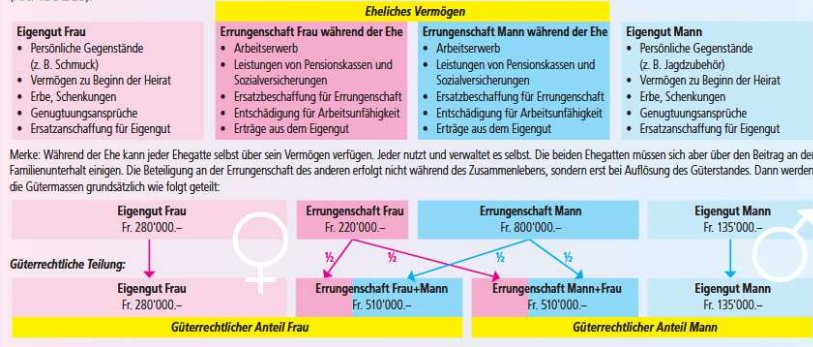 Eheliches Vermögen
Eigengut Frau
• Persönliche Gegenstände
(z. B. Schmuck)
• Vermögen zu Beginn der Heirat
• Erbe, Schenkungen
• Genugtuungsansprüche
• Ersatzanschaffung für Eigengut
Errungenschaft Frau während der Ehe
• Arbeitserwerb
• Leistungen von Pensionskassen und
Sozialversicherungen
• Ersatzbeschaffung für Errungenschaft
• Entschädigung für Arbeitsunfähigkeit
• Erträge aus dem Eigengut
Errungenschaft Mann während der Ehe
• Arbeitserwerb
• Leistungen von Pensionskassen und
Sozialversicherungen
• Ersatzbeschaffung für Errungenschaft
• Entschädigung für Arbeitsunfähigkeit
• Erträge aus dem Eigengut
Eigengut Mann
• Persönliche Gegenstände
(z. B. Jagdzubehör)
• Vermögen zu Beginn der Heirat
• Erbe, Schenkungen
• Genugtuungsansprüche
• Ersatzanschaffung für Eigengut
Merke: Während der Ehe kann jeder Ehegatte selbst über sein Vermögen verfügen. Jeder nutzt und verwaltet es selbst. Die beiden Ehegatten müssen sich aber über den Beitrag an den
Familienunterhalt einigen. Die Beteiligung an der Errungenschaft des anderen erfolgt nicht während des Zusammenlebens, sondern erst bei Auflösung des Güterstandes. Dann werden
die Gütermassen grundsätzlich wie folgt geteilt:
Eigengut Frau
Fr. 280'000.–
Errungenschaft Frau
Fr. 220'000.–
Errungenschaft Mann
Fr. 800'000.–
Eigengut Mann
Fr. 135'000.–
Güterrechtliche Teilung:
½ ½ ½ ½
Eigengut Frau
Fr. 280'000.–
Errungenschaft Frau+Mann
Fr. 510'000.–
Errungenschaft Mann+Frau
Fr. 510'000.–
Eigengut Mann
Fr. 135'000.–
Güterrechtlicher Anteil Frau
Güterrechtlicher Anteil Mann